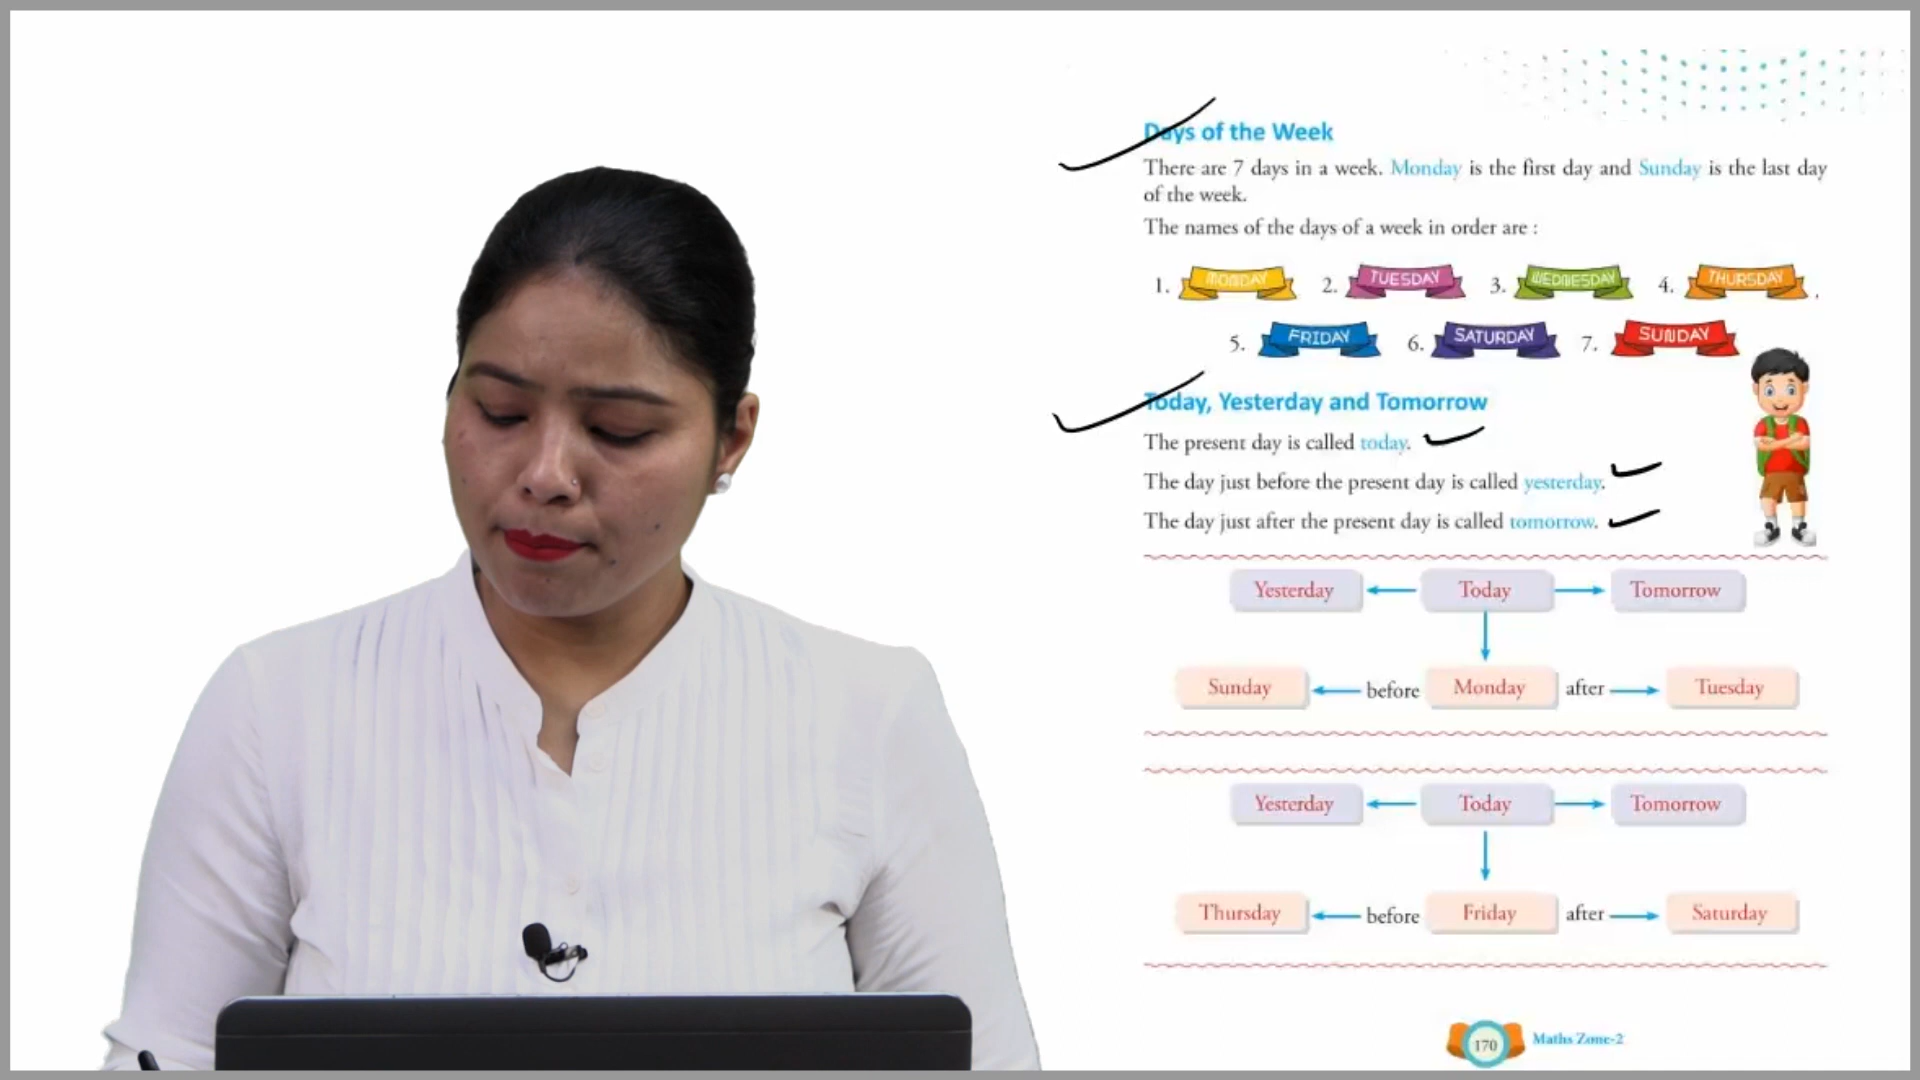 Days of the Week
There are 7 days in a week. Monday is the first day and Sunday is the last day
of the week.
The names of the days of a week in order are :
1. MONDAY 2. TUESDAY 3. WEDNESDAY 4. THURSDAY
5. FRIDAY 6. SATURDAY 7. SUNDAY
Today, Yesterday and Tomorrow
The present day is called today.
The day just before the present day is called yesterday.
The day just after the present day is called tomorrow.
Yesterday Today Tomorrow
Sunday before Monday after Tuesday
Yesterday Today Tomorrow
Thursday before Friday after Saturday
170 Maths Zone-2